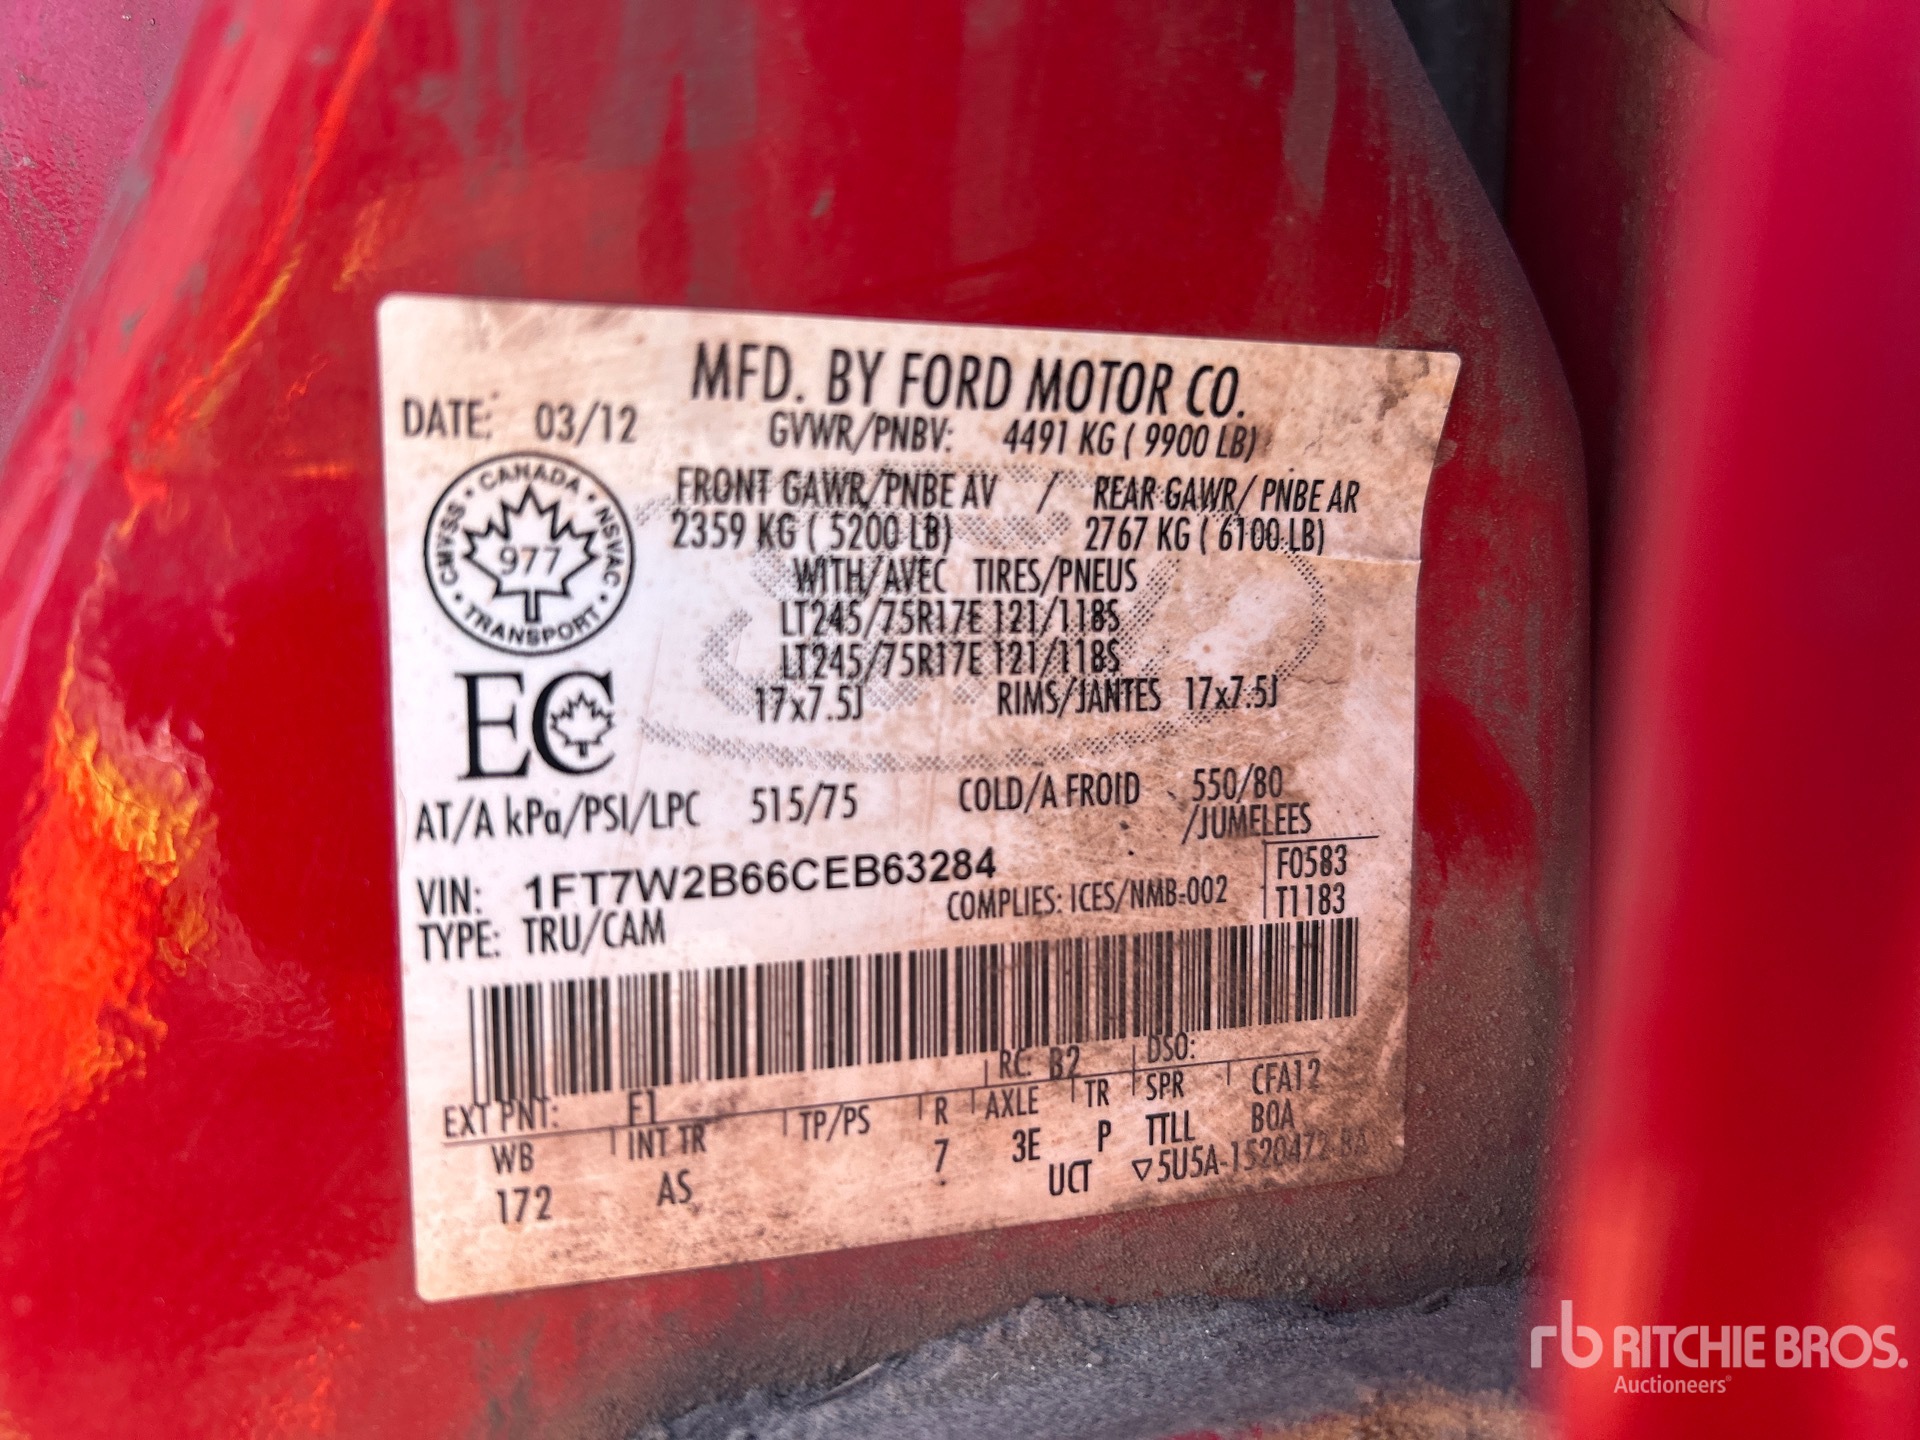 MFD. BY FORD MOTOR CO.
DATE: 03/12
GVWR/PNBV: 4491 KG ( 9900 LB)
FRONT GAWR/PNBE AV / REAR GAWR/ PNBE AR
2359 KG ( 5200 LB) 2767 KG ( 6100 LB)
WITH/AVEC TIRES/PNEUS
LT245/75R17E 121/118S
LT245/75R17E 121/118S
17x7.5J RIMS/JANTES 17x7.5J
CMVSS • CANADA • NSVAC • TRANSPORT •
977
EC
AT/A kPa/PSI/LPC 515/75 COLD/A FROID 550/80
/JUMELEES
VIN: 1FT7W2B66CEB63284
F0583
COMPLIES: ICES/NMB-002
T1183
TYPE: TRU/CAM
RC: B2 DSO:
EXT PNT: F1
WB INT TR TP/PS R AXLE TR SPR CFA12
172 AS 7 3E P TTLL BOA
UCT ▽5U5A-1520472-BA
rb RITCHIE BROS.
Auctioneers®